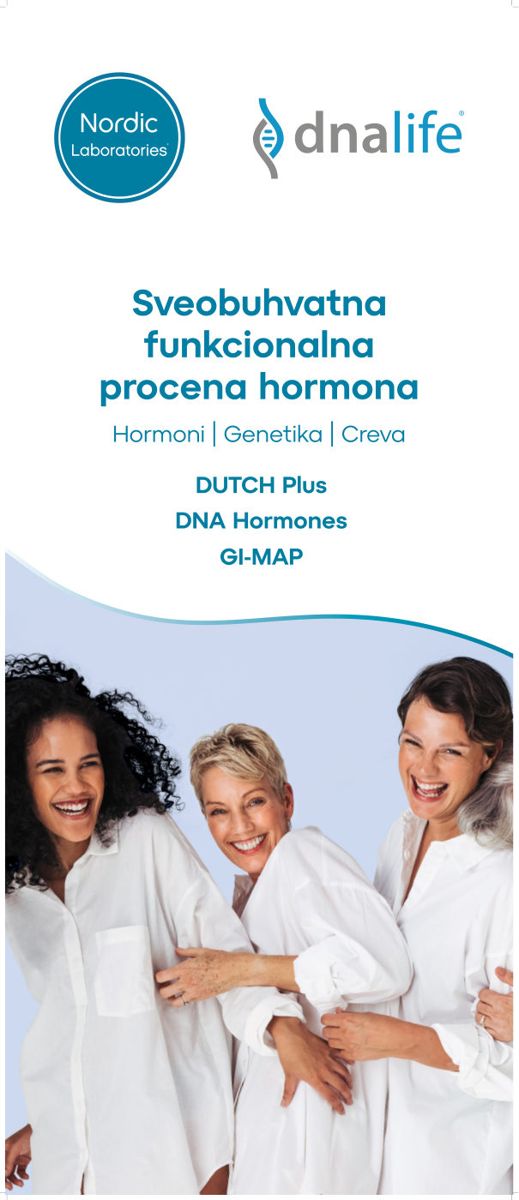 Nordic
Laboratories®
dnalife®
Sveobuhvatna
funkcionalna
procena hormona
Hormoni | Genetika | Creva
DUTCH Plus
DNA Hormones
GI-MAP